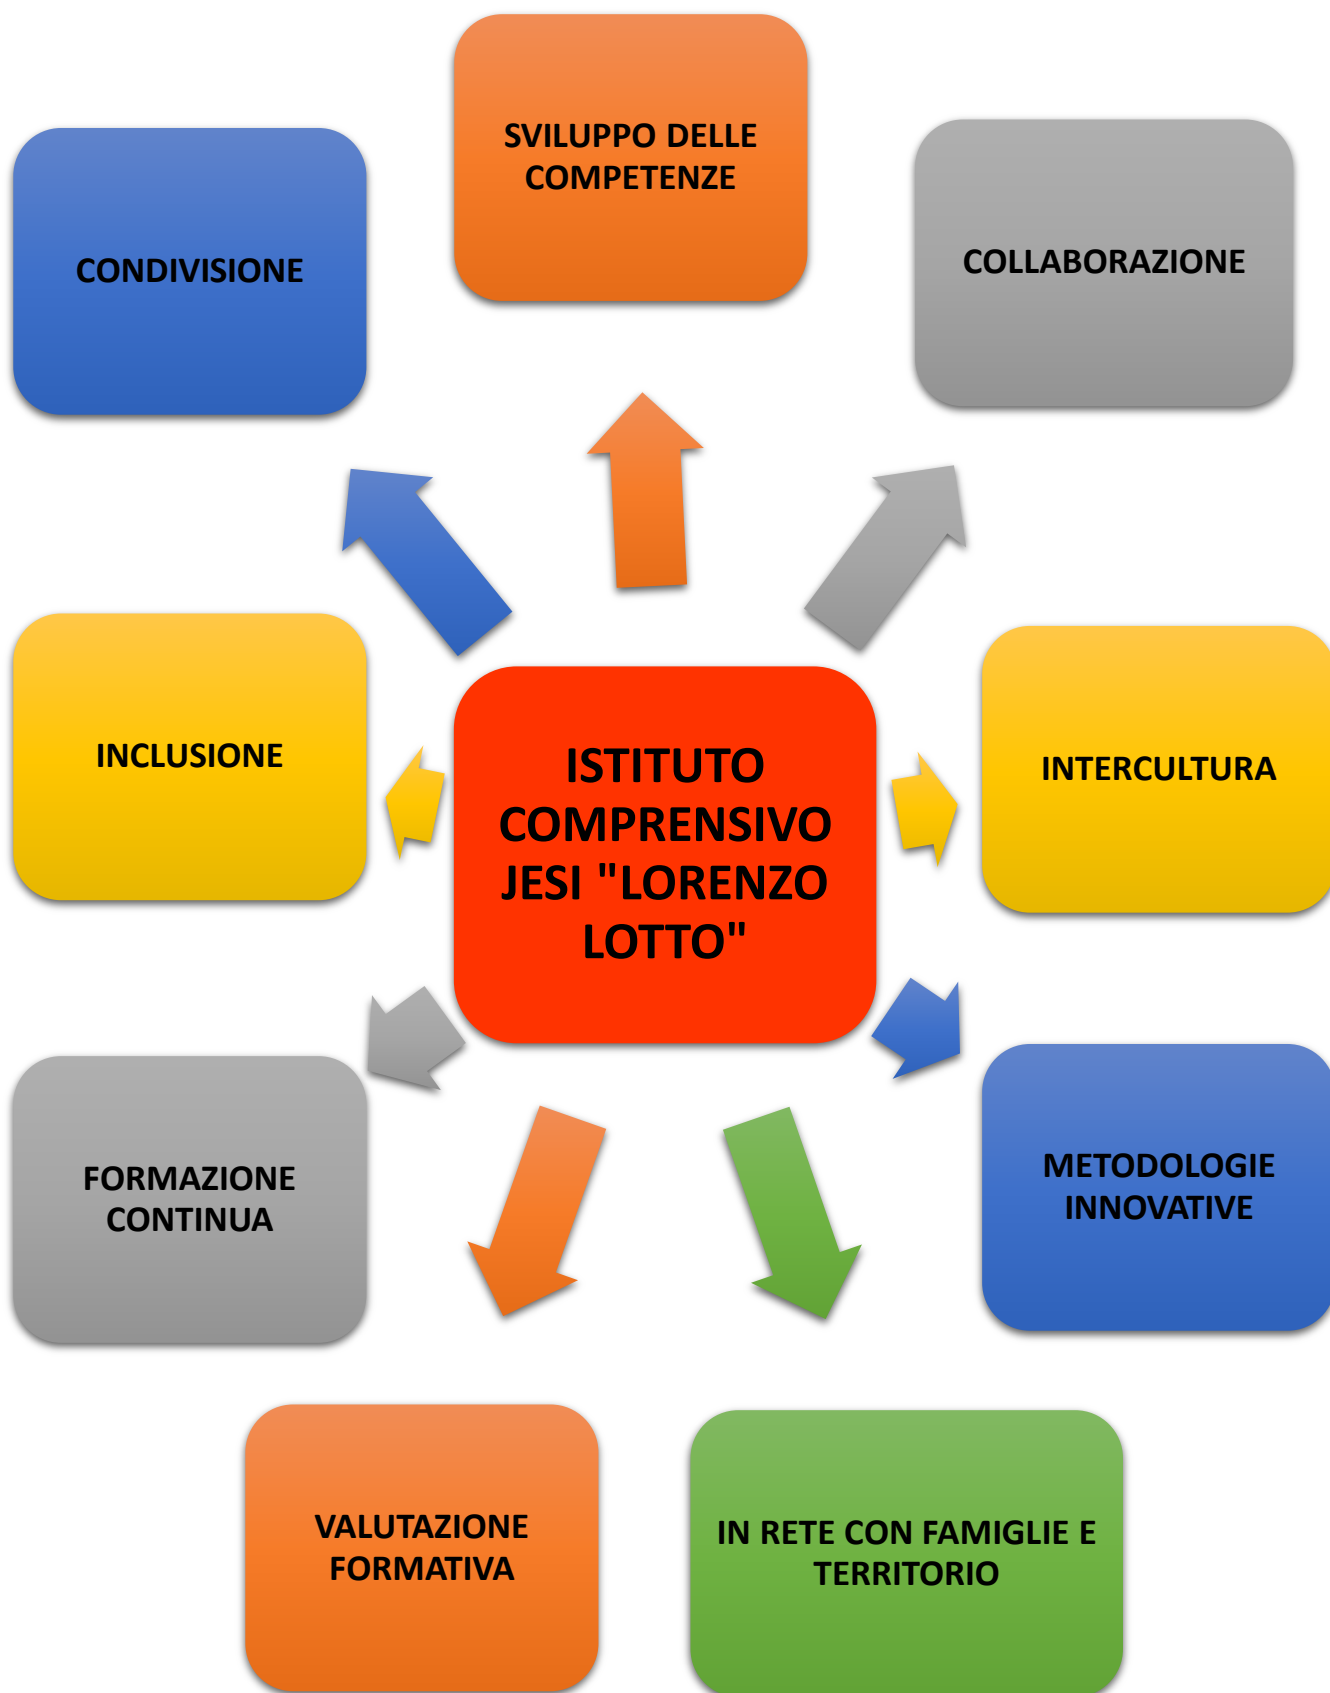 SVILUPPO DELLE
COMPETENZE
CONDIVISIONE
COLLABORAZIONE
INCLUSIONE
ISTITUTO
COMPRENSIVO
JESI "LORENZO
LOTTO"
INTERCULTURA
FORMAZIONE
CONTINUA
METODOLOGIE
INNOVATIVE
VALUTAZIONE
FORMATIVA
IN RETE CON FAMIGLIE E
TERRITORIO